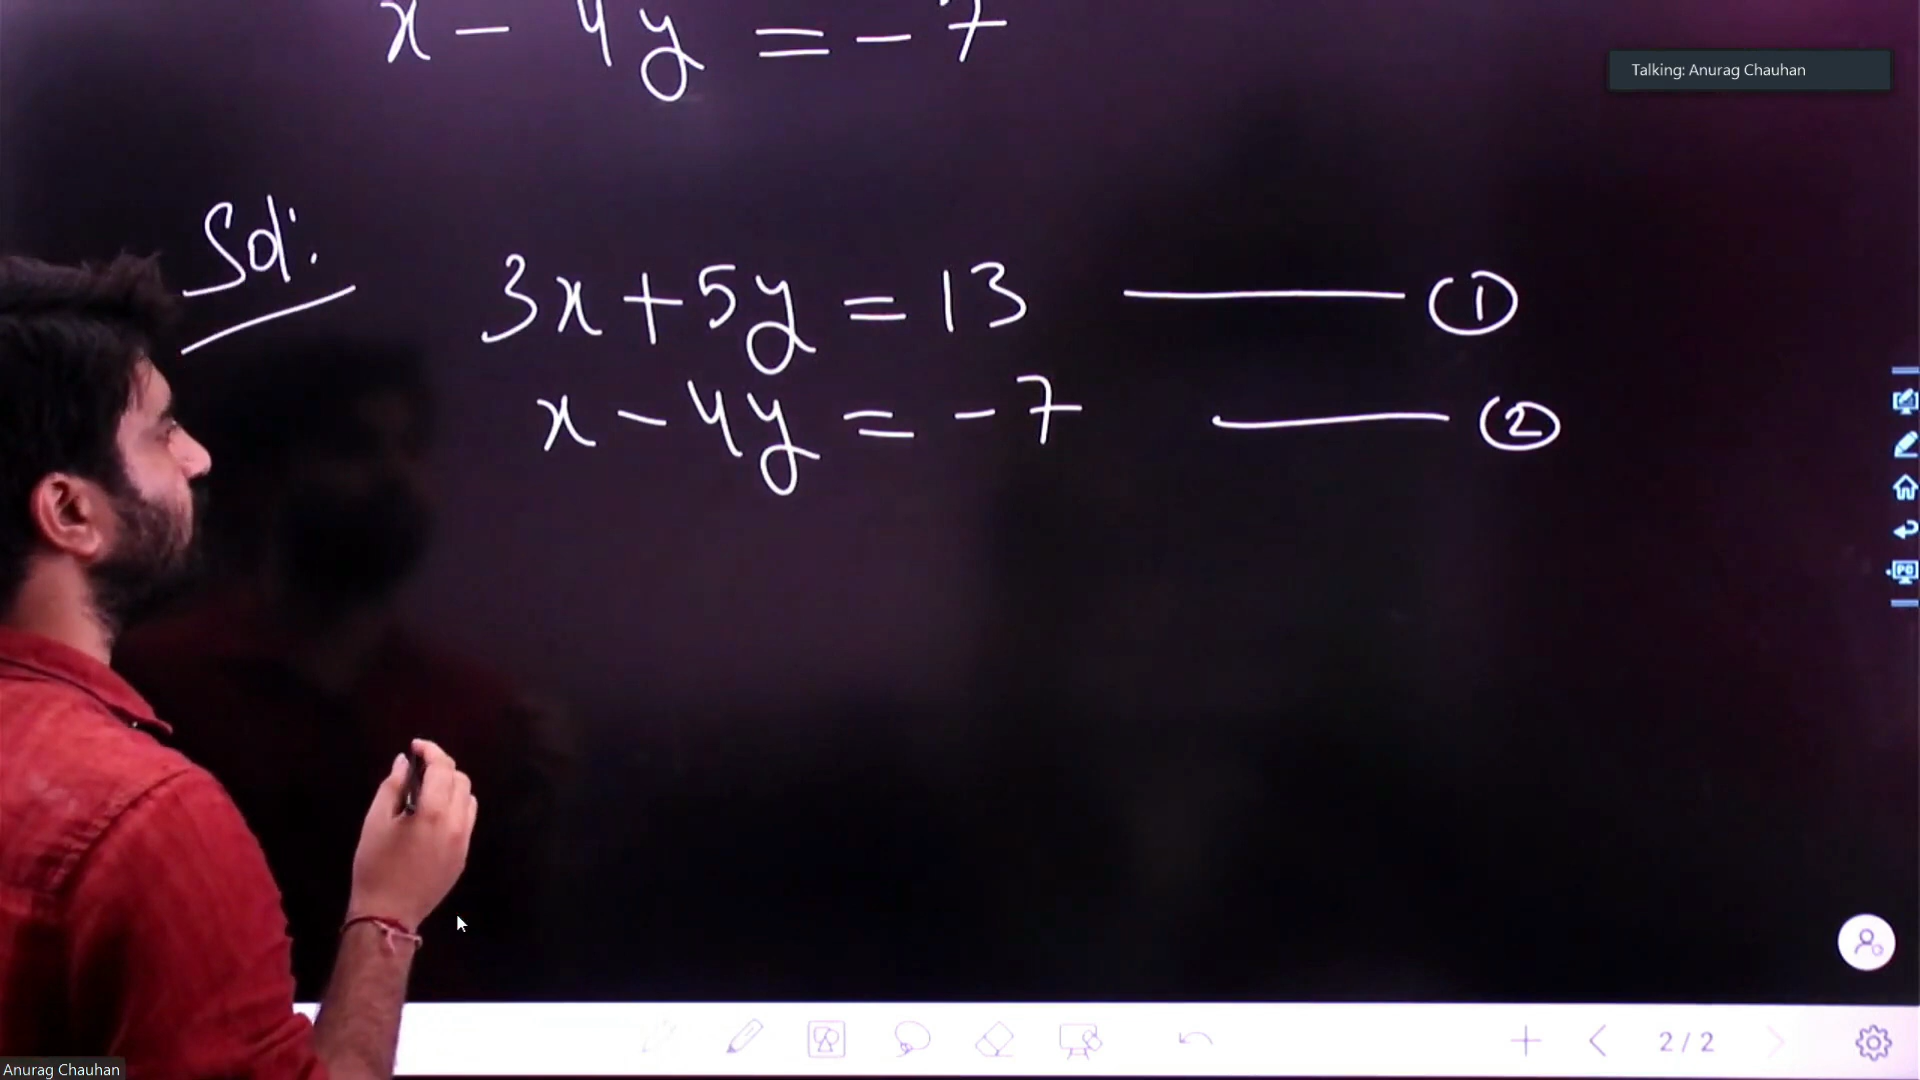 x - 4y = - 7
Talking: Anurag Chauhan
Sol:
3x + 5y = 13 ——— ①
x - 4y = - 7 ——— ②
2 / 2
Anurag Chauhan